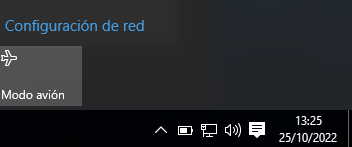 Configuración de red
Modo avión
13:25
25/10/2022